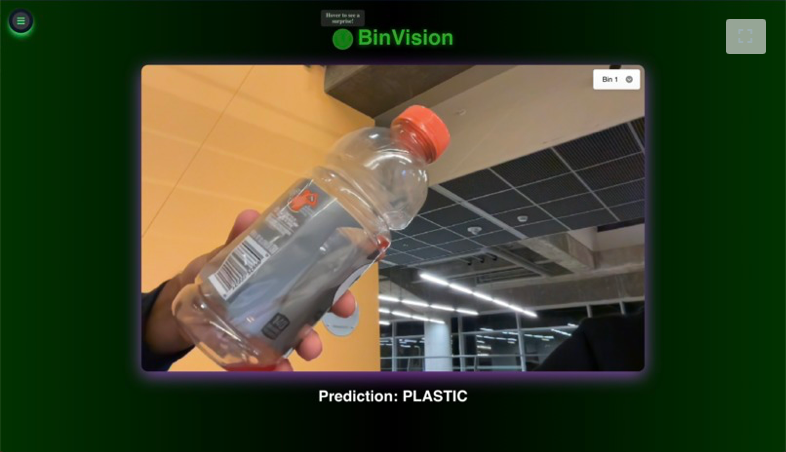 Hover to see a
surprise!
BinVision
Bin 1
Prediction: PLASTIC